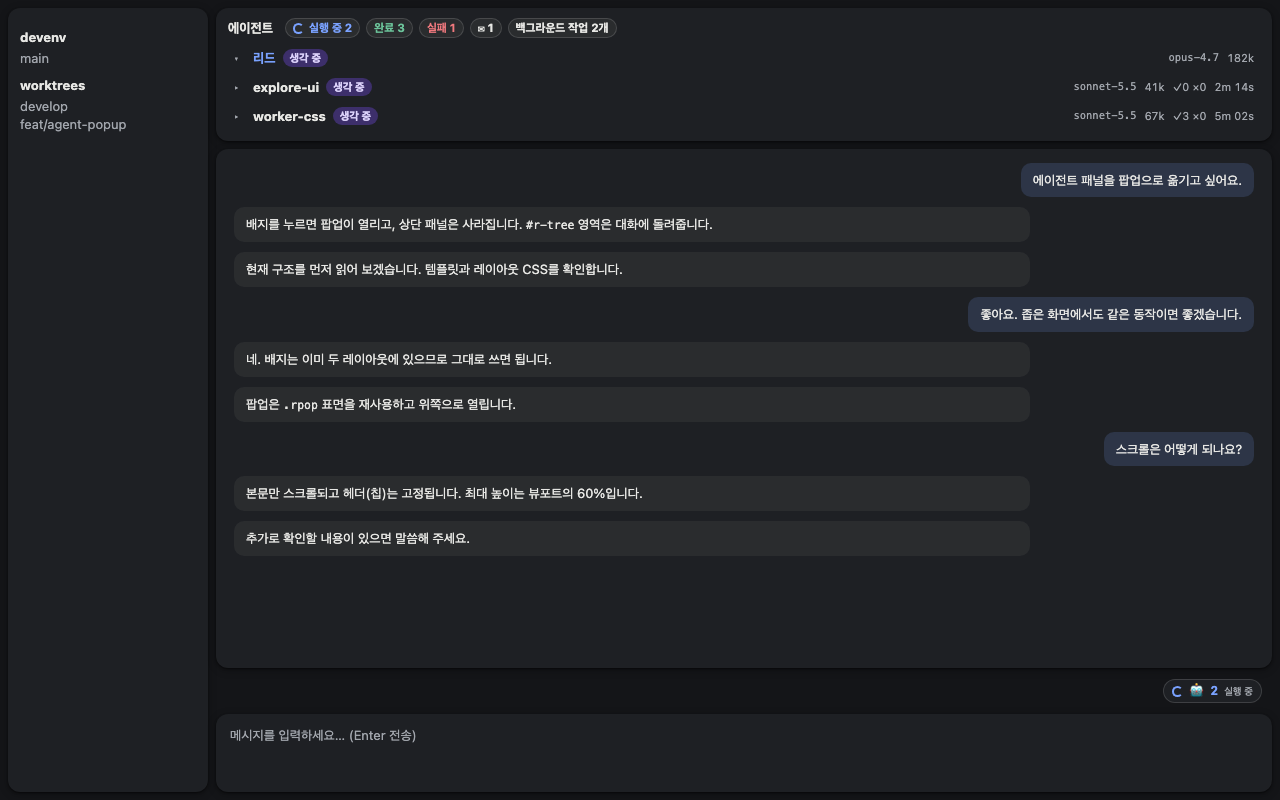 devenv
main
worktrees
develop
feat/agent-popup
에이전트 실행 중 2 완료 3 실패 1 ✉ 1 백그라운드 작업 2개
▾ 리드 생각 중 opus-4.7 182k
▸ explore-ui 생각 중 sonnet-5.5 41k ✓0 ×0 2m 14s
▸ worker-css 생각 중 sonnet-5.5 67k ✓3 ×0 5m 02s
에이전트 패널을 팝업으로 옮기고 싶어요.
배지를 누르면 팝업이 열리고, 상단 패널은 사라집니다. #r-tree 영역은 대화에 돌려줍니다.
현재 구조를 먼저 읽어 보겠습니다. 템플릿과 레이아웃 CSS를 확인합니다.
좋아요. 좁은 화면에서도 같은 동작이면 좋겠습니다.
네. 배지는 이미 두 레이아웃에 있으므로 그대로 쓰면 됩니다.
팝업은 .rpop 표면을 재사용하고 위쪽으로 열립니다.
스크롤은 어떻게 되나요?
본문만 스크롤되고 헤더(칩)는 고정됩니다. 최대 높이는 뷰포트의 60%입니다.
추가로 확인할 내용이 있으면 말씀해 주세요.
2 실행 중
메시지를 입력하세요… (Enter 전송)